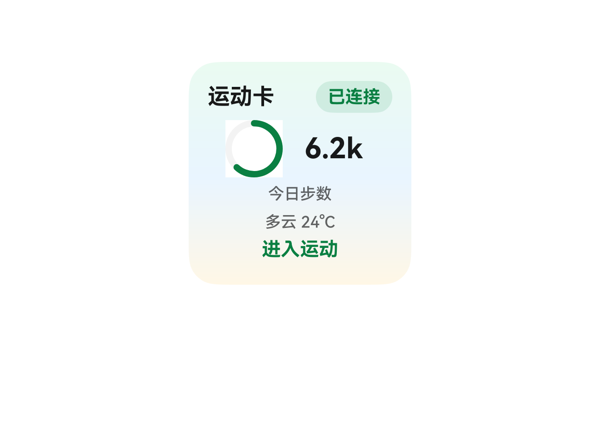 运动卡
已连接
6.2k
今日步数
多云 24℃
进入运动